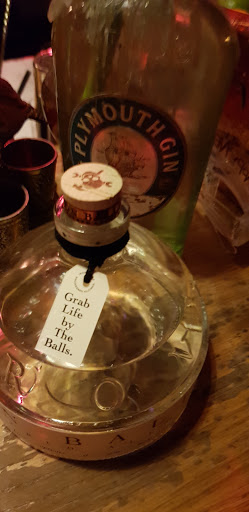 PLYMOUTH GIN
Grab
Life
by
The
Balls.